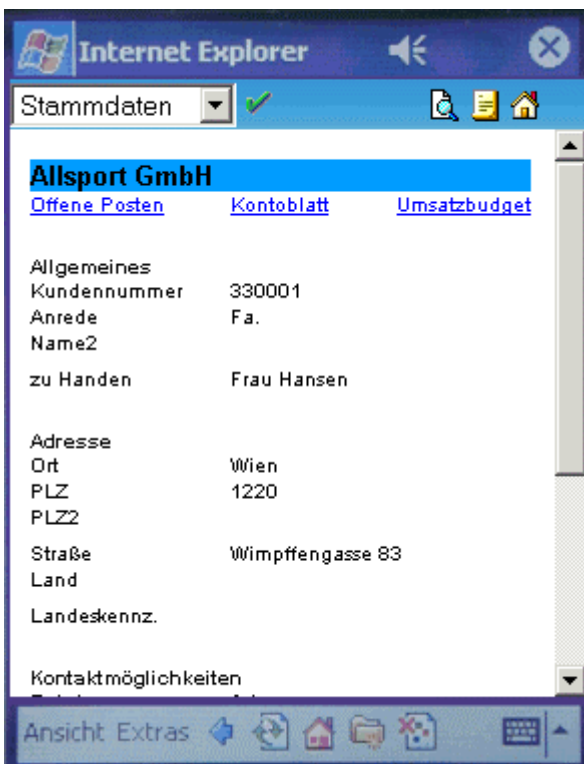 Internet Explorer
Stammdaten
Allsport GmbH
Offene Posten Kontoblatt Umsatzbudget
Allgemeines
Kundennummer 330001
Anrede Fa.
Name2
zu Handen Frau Hansen
Adresse
Ort Wien
PLZ 1220
PLZ2
Straße Wimpffengasse 83
Land
Landeskennz.
Kontaktmöglichkeiten
Ansicht Extras